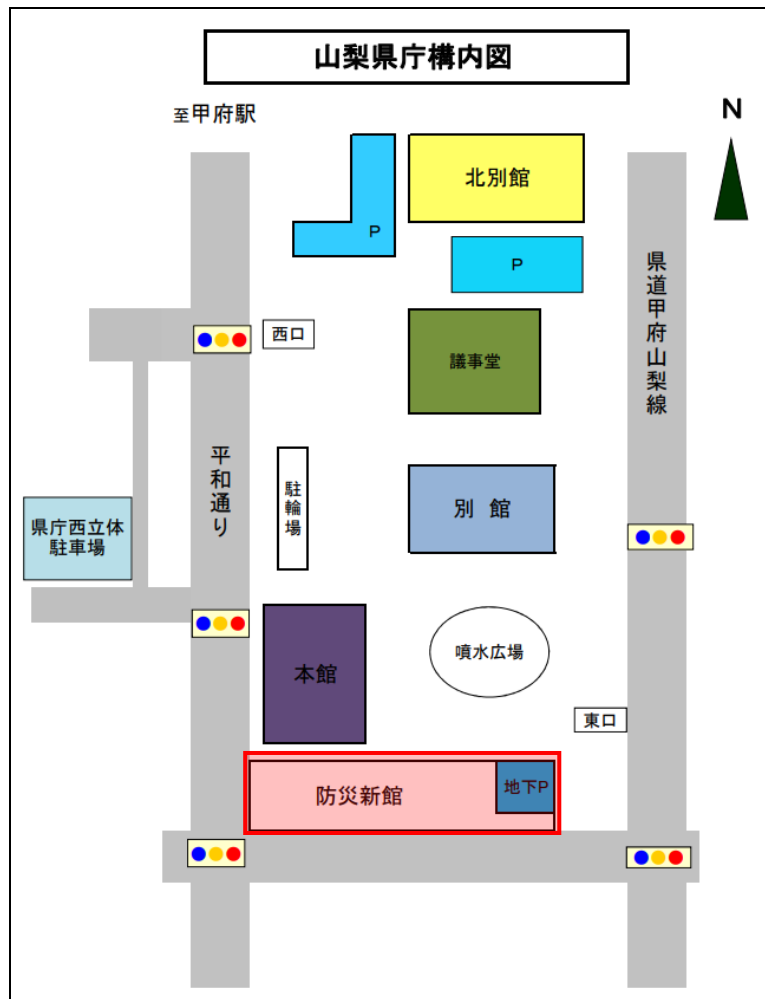 山梨県庁構内図
至甲府駅
N
北別館
P
P
西口
議事堂
県道甲府山梨線
平和通り
駐輪場
別 館
県庁西立体
駐車場
本館
噴水広場
東口
防災新館
地下P